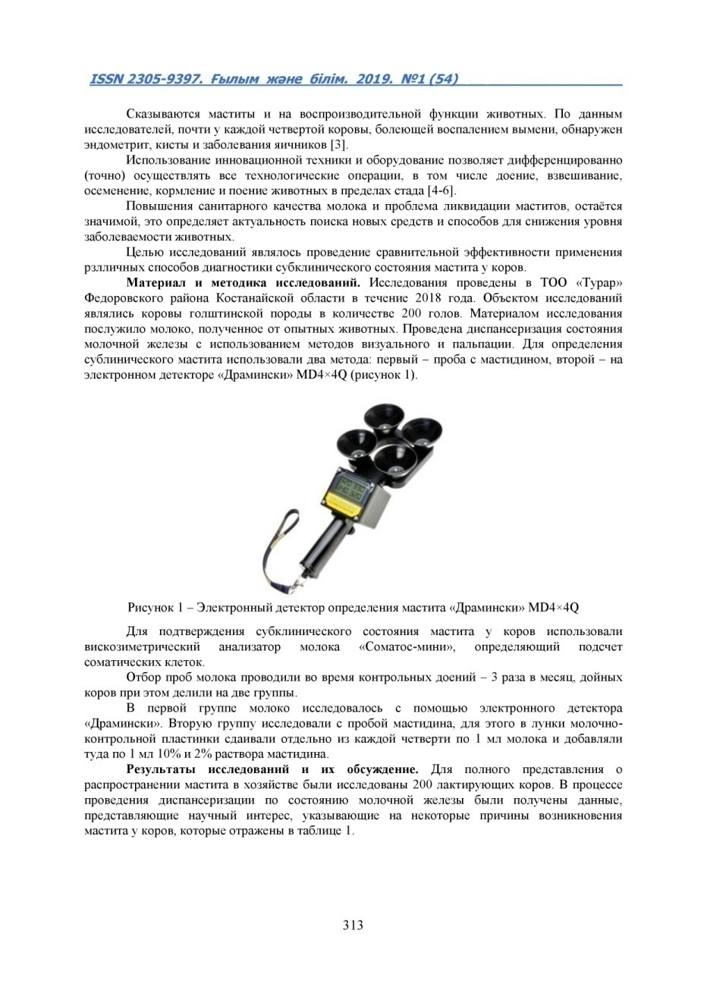 ISSN 2305-9397. Ғылым және білім. 2019. №1 (54)
Сказываются маститы и на воспроизводительной функции животных. По данным
исследователей, почти у каждой четвертой коровы, болеющей воспалением вымени, обнаружен
эндометрит, кисты и заболевания яичников [3].
Использование инновационной техники и оборудование позволяет дифференцированно
(точно) осуществлять все технологические операции, в том числе доение, взвешивание,
осеменение, кормление и поение животных в пределах стада [4-6].
Повышения санитарного качества молока и проблема ликвидации маститов, остаётся
значимой, это определяет актуальность поиска новых средств и способов для снижения уровня
заболеваемости животных.
Целью исследований являлось проведение сравнительной эффективности применения
рзлличных способов диагностики субклинического состояния мастита у коров.
Материал и методика исследований. Исследования проведены в ТОО «Турар»
Федоровского района Костанайской области в течение 2018 года. Объектом исследований
являлись коровы голштинской породы в количестве 200 голов. Материалом исследования
послужило молоко, полученное от опытных животных. Проведена диспансеризация состояния
молочной железы с использованием методов визуального и пальпации. Для определения
сублинического мастита использовали два метода: первый – проба с мастидином, второй – на
электронном детекторе «Драмински» MD4×4Q (рисунок 1).
Рисунок 1 – Электронный детектор определения мастита «Драмински» MD4×4Q
Для подтверждения субклинического состояния мастита у коров использовали
вискозиметрический анализатор молока «Соматос-мини», определяющий подсчет
соматических клеток.
Отбор проб молока проводили во время контрольных доений – 3 раза в месяц, дойных
коров при этом делили на две группы.
В первой группе молоко исследовалось с помощью электронного детектора
«Драмински». Вторую группу исследовали с пробой мастидина, для этого в лунки молочно-
контрольной пластинки сдаивали отдельно из каждой четверти по 1 мл молока и добавляли
туда по 1 мл 10% и 2% раствора мастидина.
Результаты исследований и их обсуждение. Для полного представления о
распространении мастита в хозяйстве были исследованы 200 лактирующих коров. В процессе
проведения диспансеризации по состоянию молочной железы были получены данные,
представляющие научный интерес, указывающие на некоторые причины возникновения
мастита у коров, которые отражены в таблице 1.
313